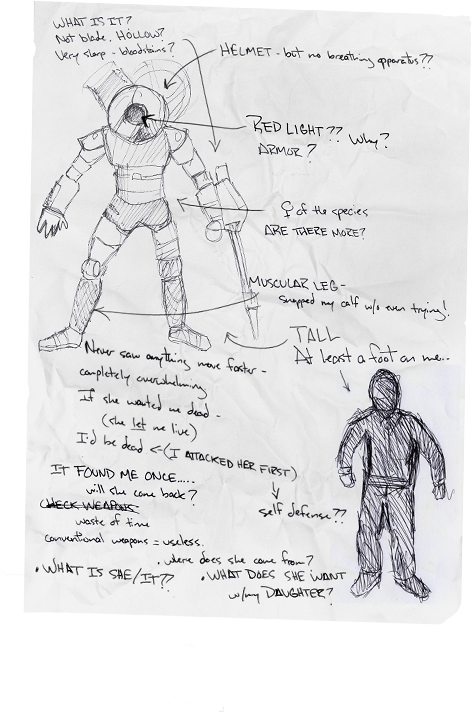 WHAT IS IT?
Not blade. HOLLOW?
Very sharp - bloodstains?
HELMET - but no breathing apparatus??
RED LIGHT?? Why?
ARMOR?
♀ of the species
ARE THERE MORE?
MUSCULAR LEG -
snapped my calf w/o even trying!
TALL
At least a foot on me...
Never saw anything move faster -
completely overwhelming
If she wanted me dead -
(she let me live)
I'd be dead ← (I ATTACKED HER FIRST)
self defense??
IT FOUND ME ONCE.....
will she come back?
CHECK WEAPONS
waste of time
conventional weapons = useless.
• where does she come from?
• WHAT IS SHE/IT??
• WHAT DOES SHE WANT
w/my DAUGHTER?